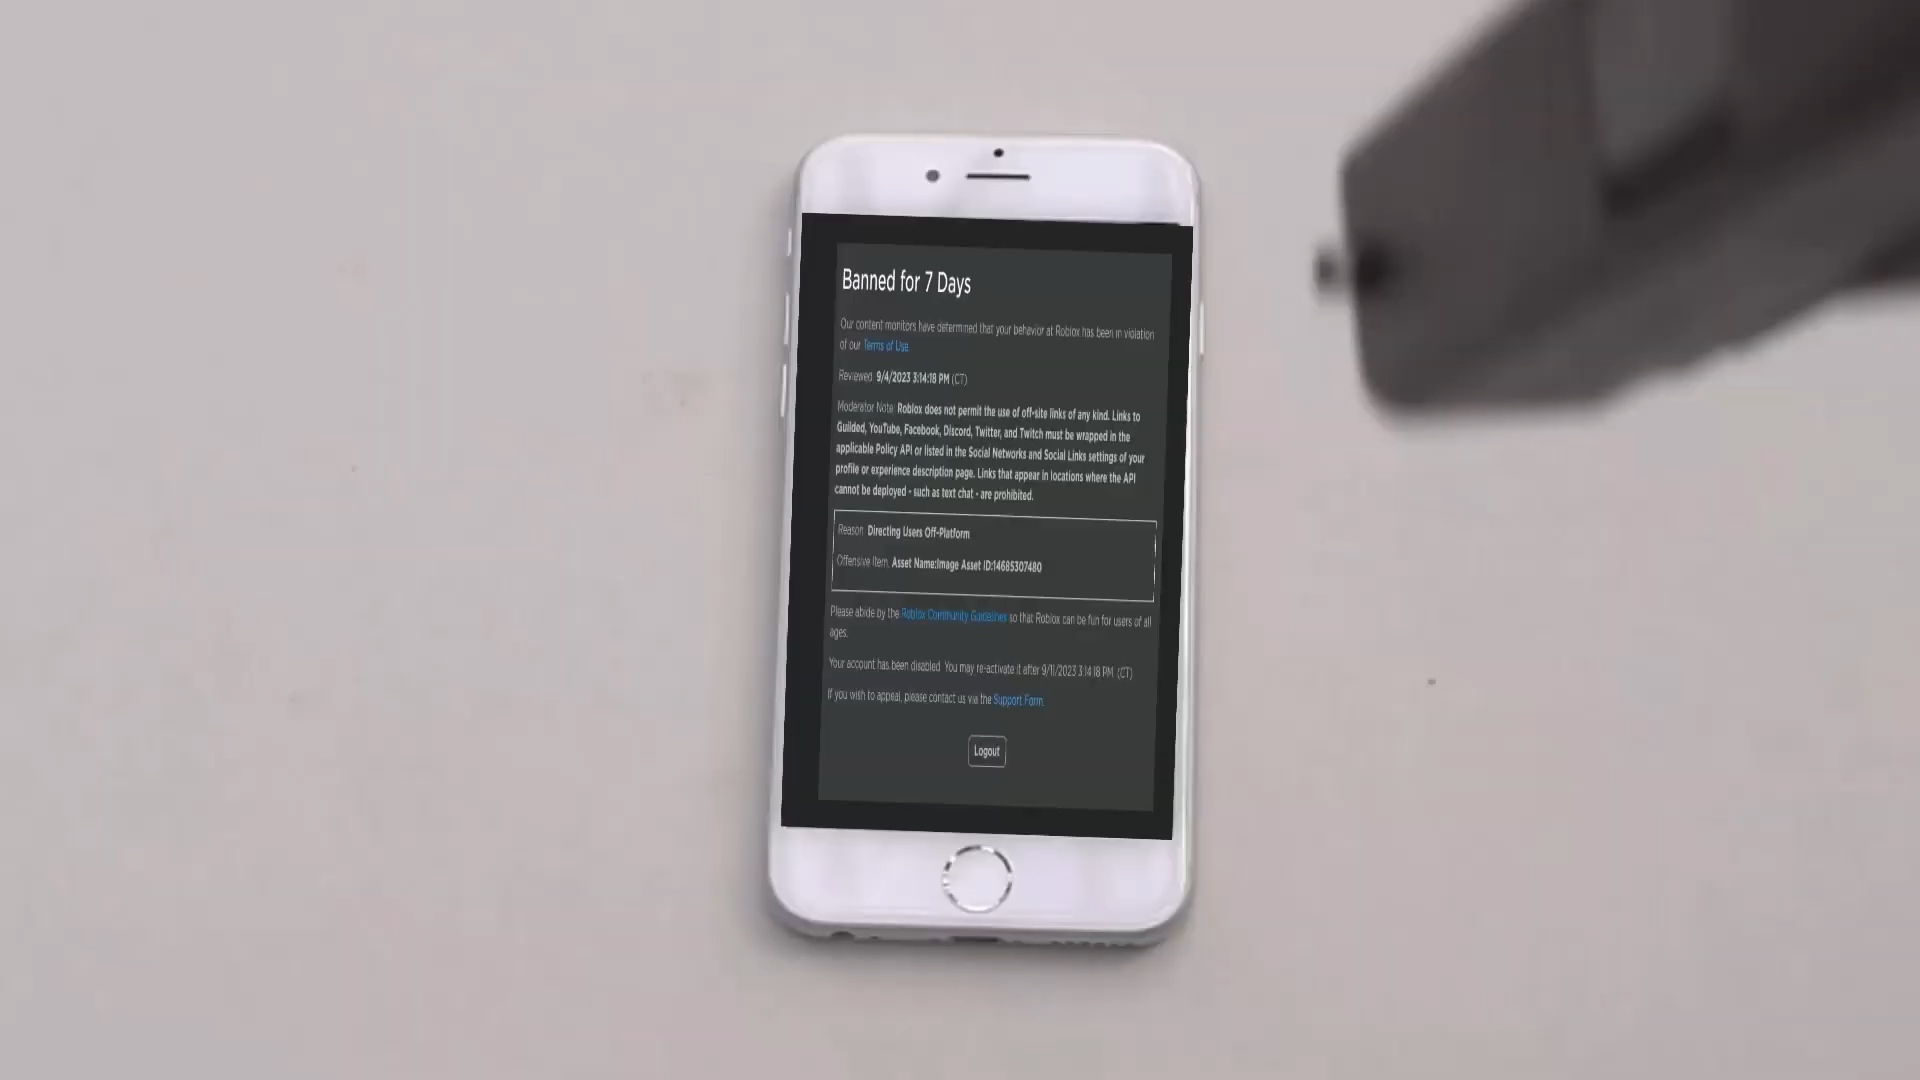 Banned for 7 Days
Our content monitors have determined that your behavior at Roblox has been in violation
of our Terms of Use.
Reviewed: 9/4/2023 3:14:18 PM (CT)
Moderator Note: Roblox does not permit the use of off-site links of any kind. Links to
Guilded, YouTube, Facebook, Discord, Twitter, and Twitch must be wrapped in the
applicable Policy API or listed in the Social Networks and Social Links settings of your
profile or experience description page. Links that appear in locations where the API
cannot be deployed - such as text chat - are prohibited.
Reason: Directing Users Off-Platform
Offensive Item: Asset Name:Image Asset ID:14685307480
Please abide by the Roblox Community Guidelines so that Roblox can be fun for users of all
ages.
Your account has been disabled. You may re-activate it after 9/11/2023 3:14:18 PM (CT)
If you wish to appeal, please contact us via the Support Form.
Logout